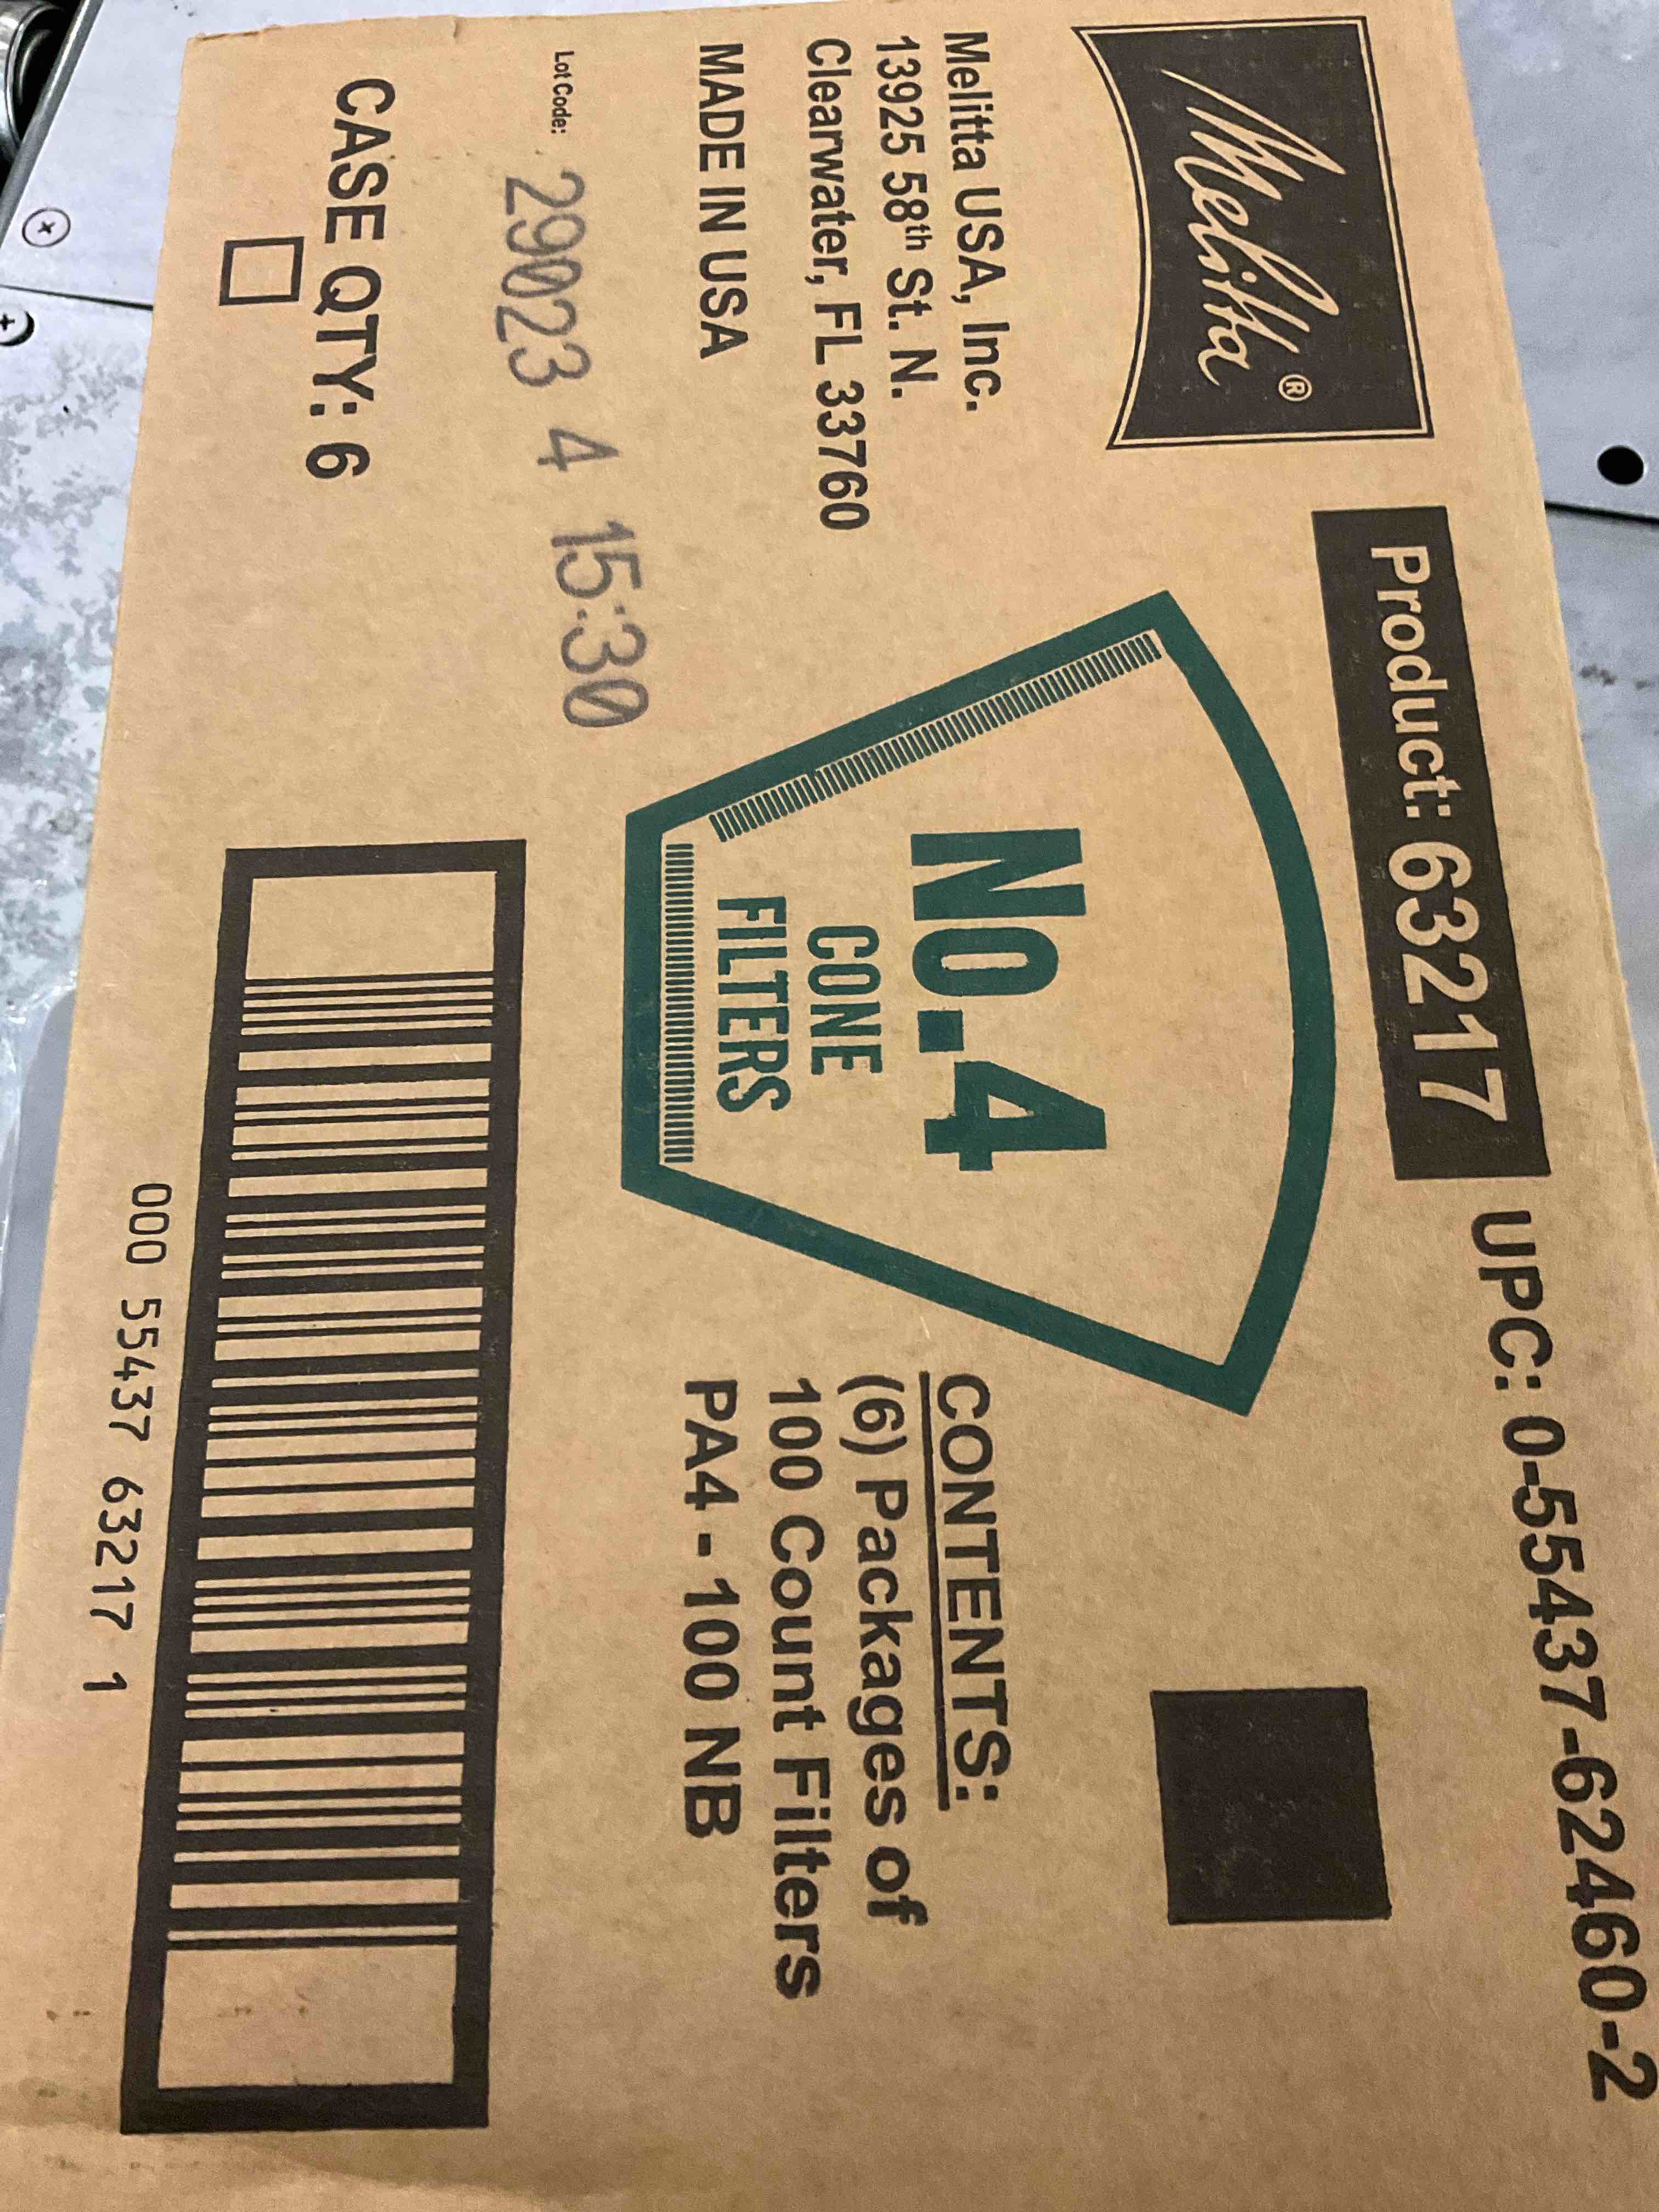 Melitta®
Product: 63217
UPC: 0-55437-62460-2
Melitta USA, Inc.
13925 58th St. N.
Clearwater, FL 33760
MADE IN USA
No.4
CONE
FILTERS
CONTENTS:
(6) Packages of
100 Count Filters
PA4 - 100 NB
Lot Code: 29023 4 15:30
CASE QTY: 6
000 55437 63217 1